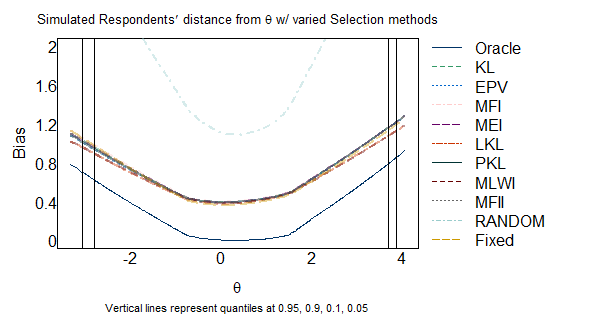 Simulated Respondents' distance from θ w/ varied Selection methods
2
1.6
1.2
0.8
0.4
0
Bias
-2 0 2 4
θ
Oracle
KL
EPV
MFI
MEI
LKL
PKL
MLWI
MFII
RANDOM
Fixed
Vertical lines represent quantiles at 0.95, 0.9, 0.1, 0.05